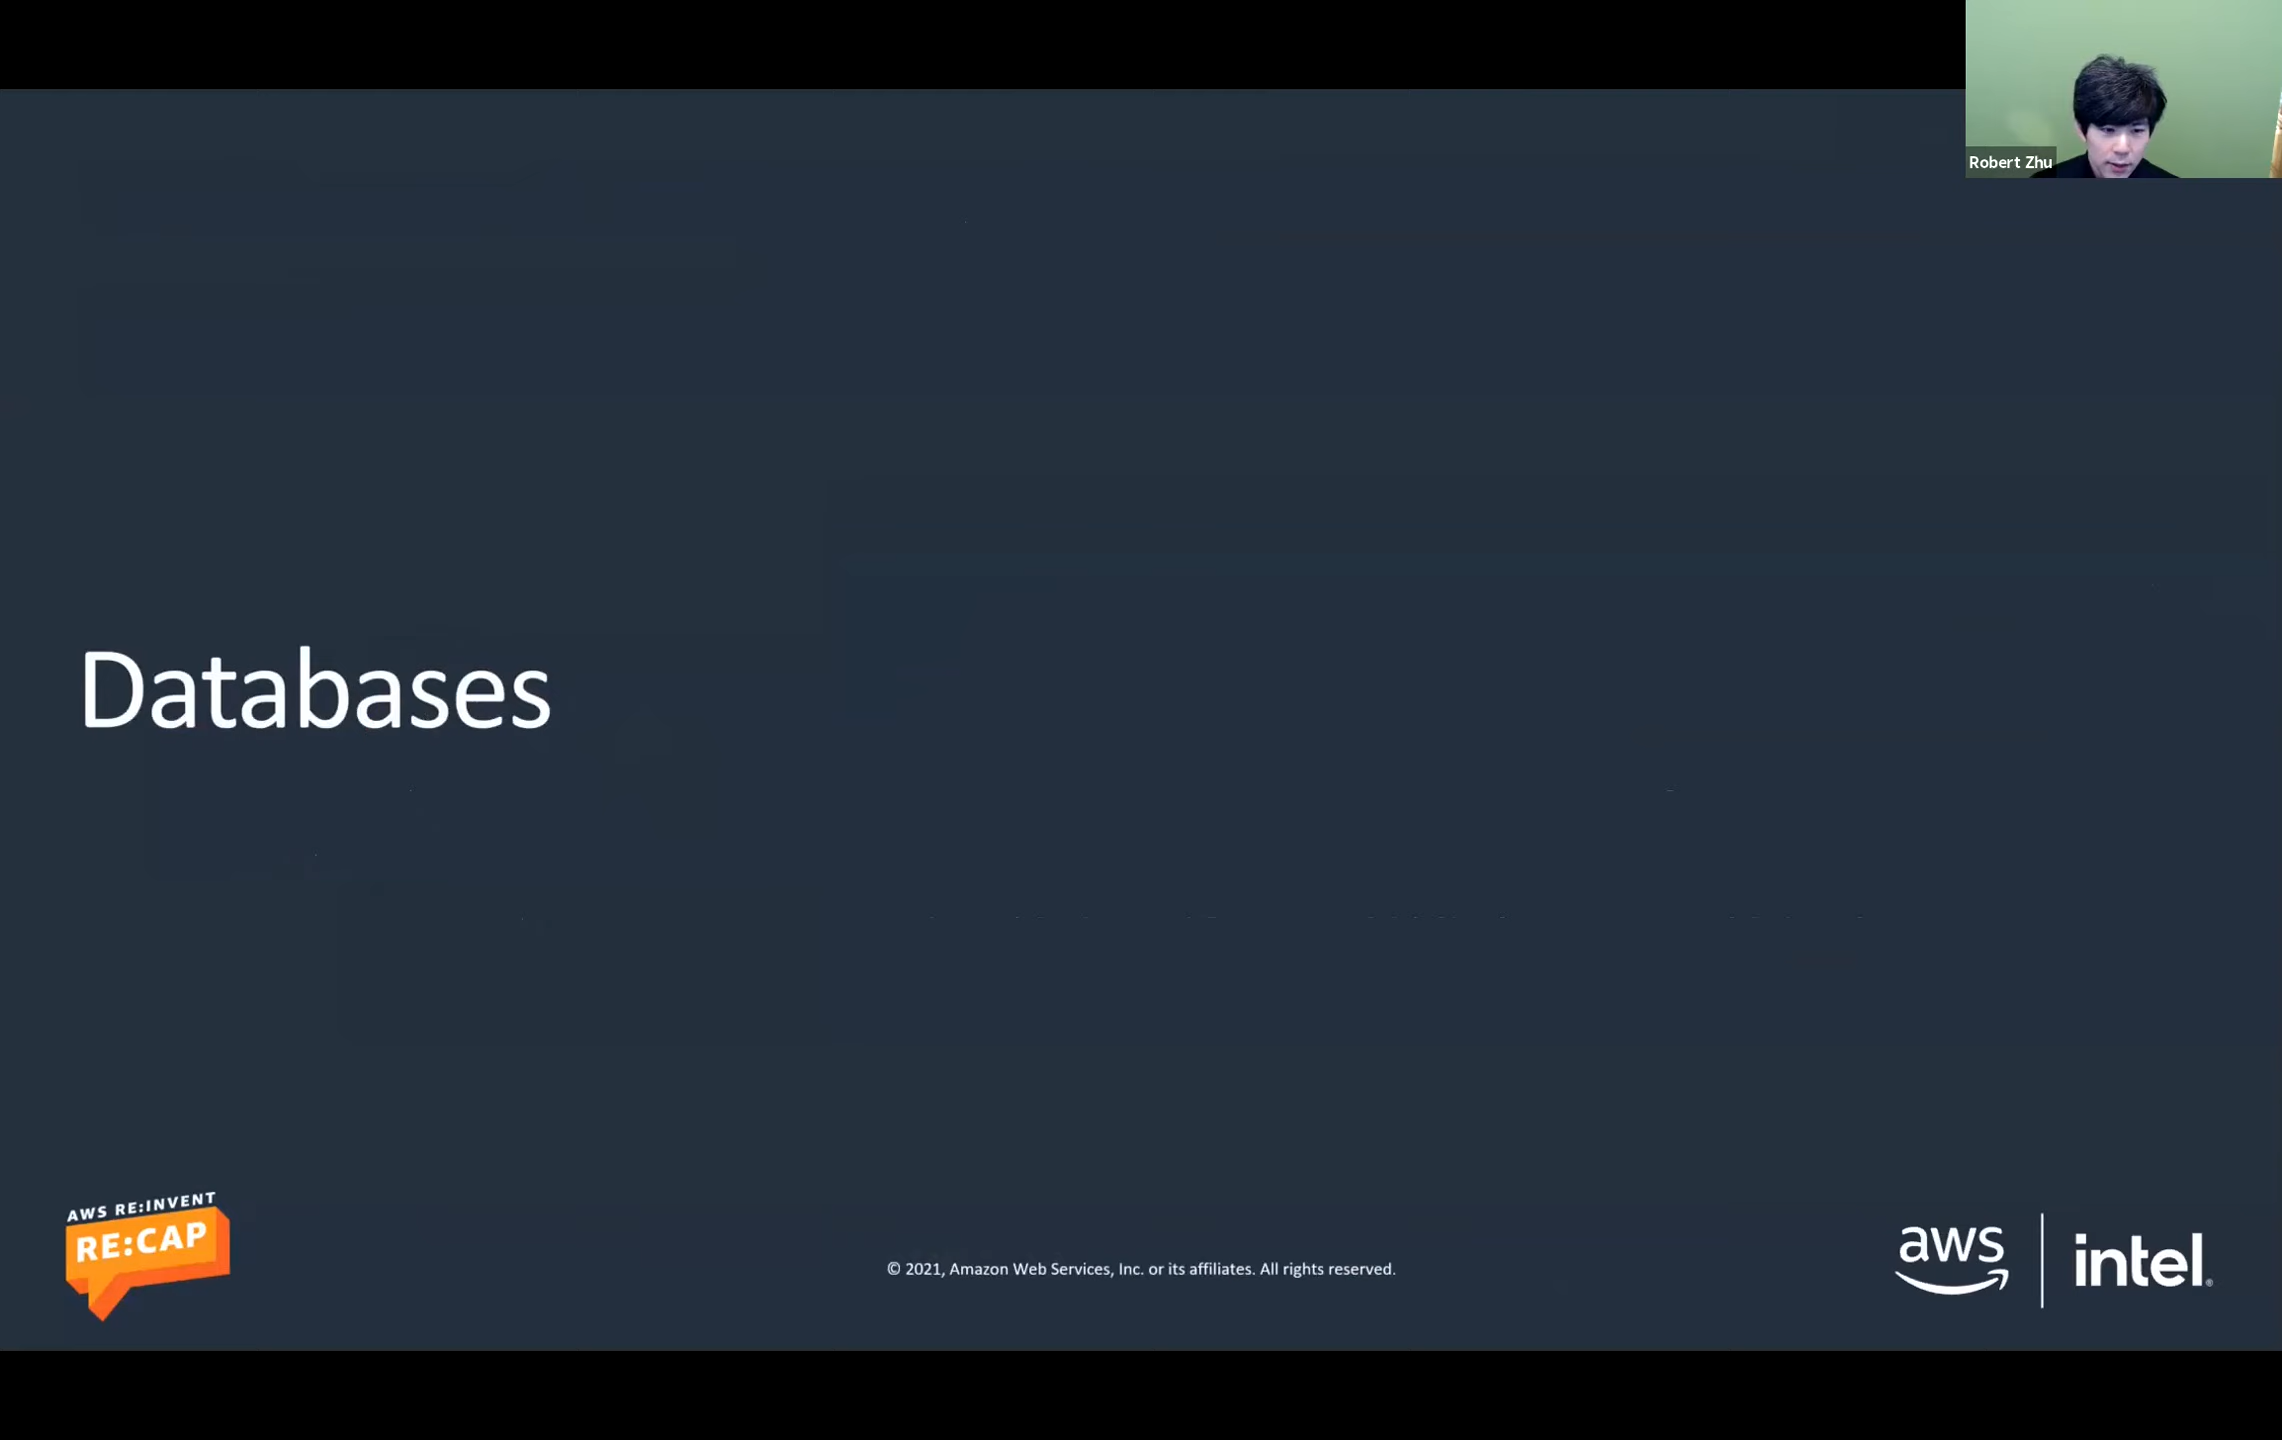 Robert Zhu
Databases
AWS RE:INVENT
RE:CAP
© 2021, Amazon Web Services, Inc. or its affiliates. All rights reserved.
aws
intel®